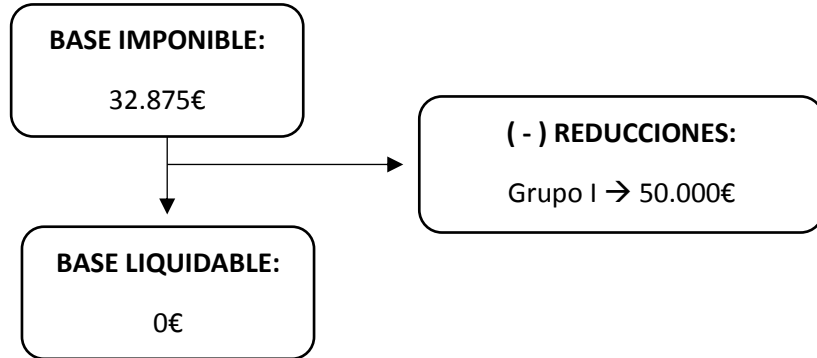 BASE IMPONIBLE:
32.875€
( - ) REDUCCIONES:
Grupo I → 50.000€
BASE LIQUIDABLE:
0€